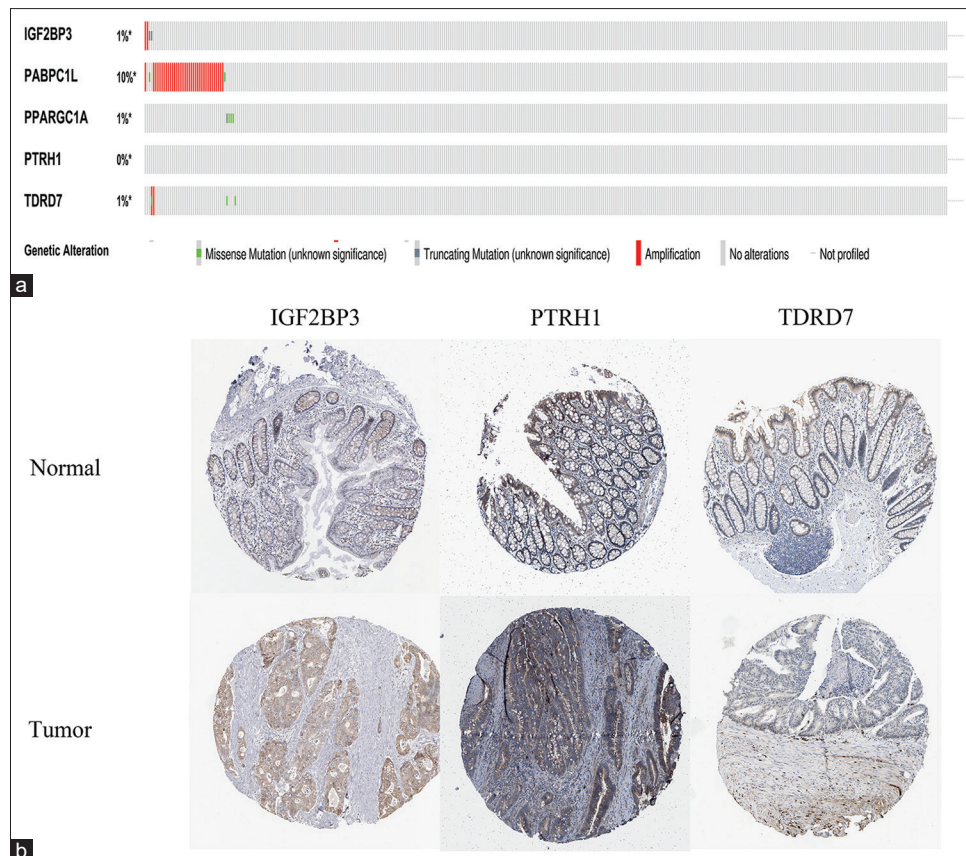 IGF2BP3 1%*
PABPC1L 10%*
PPARGC1A 1%*
PTRH1 0%*
TDRD7 1%*
Genetic Alteration Missense Mutation (unknown significance) Truncating Mutation (unknown significance) Amplification No alterations Not profiled
a
IGF2BP3 PTRH1 TDRD7
Normal
Tumor
b